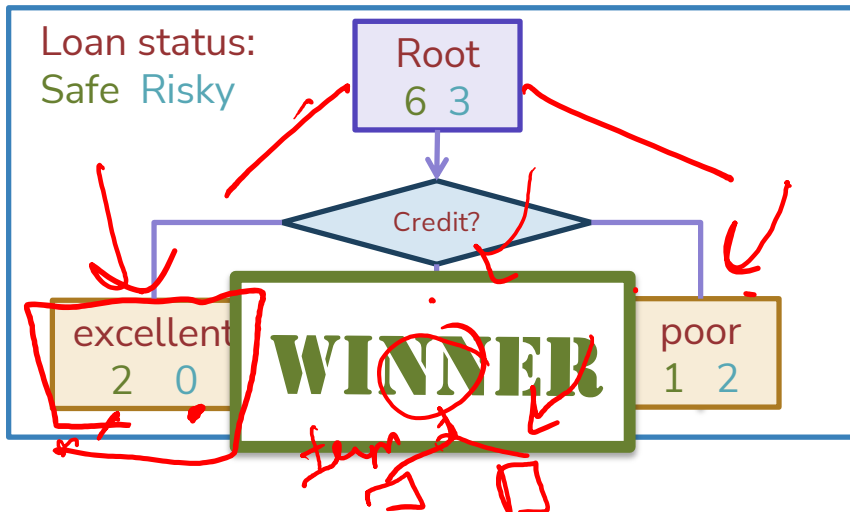 Loan status:
Safe Risky
Root
6 3
Credit?
excellent
2 0
WINNER
poor
1 2